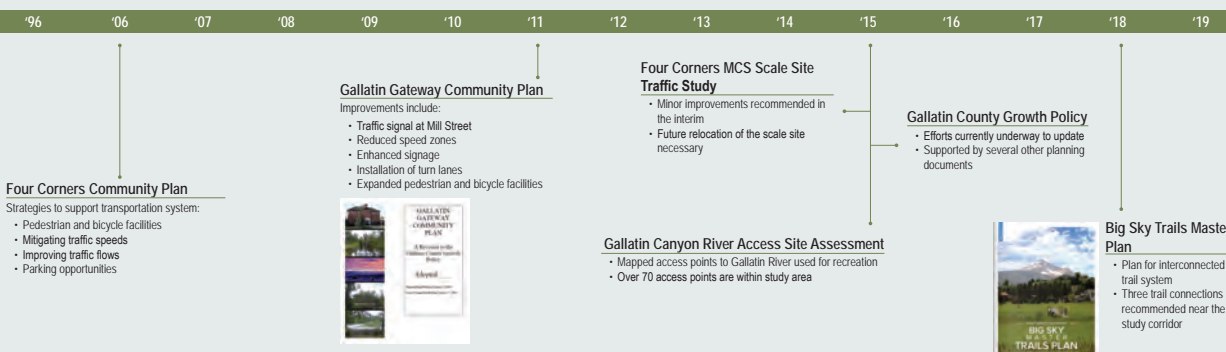 '96 '06 '07 '08 '09 '10 '11 '12 '13 '14 '15 '16 '17 '18 '19
Four Corners Community Plan
Strategies to support transportation system:
• Pedestrian and bicycle facilities
• Mitigating traffic speeds
• Improving traffic flows
• Parking opportunities
Gallatin Gateway Community Plan
Improvements include:
• Traffic signal at Mill Street
• Reduced speed zones
• Enhanced signage
• Installation of turn lanes
• Expanded pedestrian and bicycle facilities
GALLATIN
GATEWAY
COMMUNITY
PLAN
Four Corners MCS Scale Site
Traffic Study
• Minor improvements recommended in
the interim
• Future relocation of the scale site
necessary
Gallatin County Growth Policy
• Efforts currently underway to update
• Supported by several other planning
documents
Gallatin Canyon River Access Site Assessment
• Mapped access points to Gallatin River used for recreation
• Over 70 access points are within study area
Big Sky Trails Maste
Plan
• Plan for interconnected
trail system
• Three trail connections
recommended near the
study corridor
BIG SKY
MASTER
TRAILS PLAN